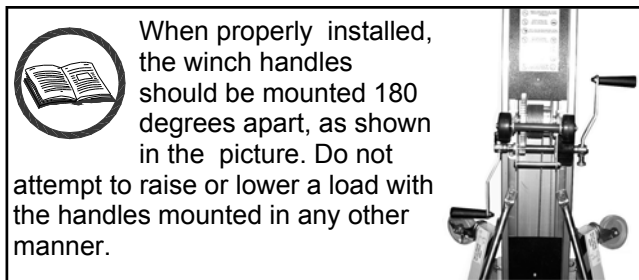 When properly installed,
the winch handles
should be mounted 180
degrees apart, as shown
in the picture. Do not
attempt to raise or lower a load with
the handles mounted in any other
manner.